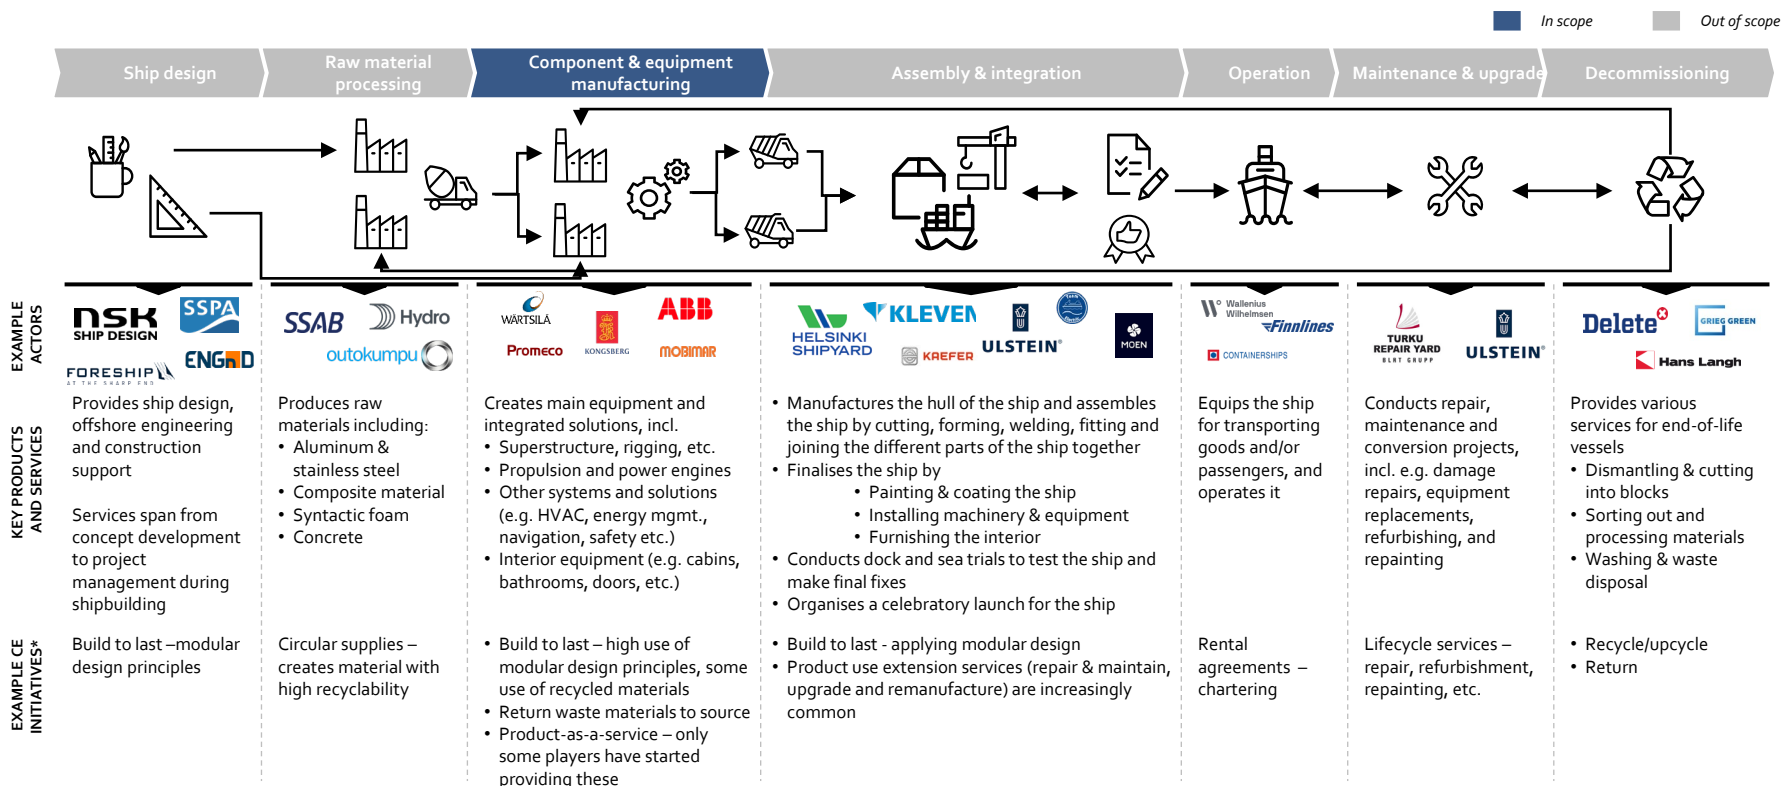 In scope
Out of scope
Ship design
Raw material
processing
Component & equipment
manufacturing
Assembly & integration
Operation
Maintenance & upgrade
Decommissioning
EXAMPLE
ACTORS
NSK
SHIP DESIGN
SSPA
FORESHIP
AT THE SHARP END
ENGnD
SSAB
Hydro
outokumpu
WÄRTSILÄ
KONGSBERG
ABB
Promeco
MOBIMAR
HELSINKI
SHIPYARD
KLEVEN
KAEFER
ULSTEIN®
MOEN
Wallenius
Wilhelmsen
Finnlines
CONTAINERSHIPS
TURKU
REPAIR YARD
BLRT GRUPP
ULSTEIN®
Delete
GRIEG GREEN
Hans Langh
KEY PRODUCTS
AND SERVICES
Provides ship design,
offshore engineering
and construction
support
Services span from
concept development
to project
management during
shipbuilding
Produces raw
materials including:
• Aluminum &
stainless steel
• Composite material
• Syntactic foam
• Concrete
Creates main equipment and
integrated solutions, incl.
• Superstructure, rigging, etc.
• Propulsion and power engines
• Other systems and solutions
(e.g. HVAC, energy mgmt.,
navigation, safety etc.)
• Interior equipment (e.g. cabins,
bathrooms, doors, etc.)
• Manufactures the hull of the ship and assembles
the ship by cutting, forming, welding, fitting and
joining the different parts of the ship together
• Finalises the ship by
• Painting & coating the ship
• Installing machinery & equipment
• Furnishing the interior
• Conducts dock and sea trials to test the ship and
make final fixes
• Organises a celebratory launch for the ship
Equips the ship
for transporting
goods and/or
passengers, and
operates it
Conducts repair,
maintenance and
conversion projects,
incl. e.g. damage
repairs, equipment
replacements,
refurbishing, and
repainting
Provides various
services for end-of-life
vessels
• Dismantling & cutting
into blocks
• Sorting out and
processing materials
• Washing & waste
disposal
EXAMPLE CE
INITIATIVES*
Build to last –modular
design principles
Circular supplies –
creates material with
high recyclability
• Build to last – high use of
modular design principles, some
use of recycled materials
• Return waste materials to source
• Product-as-a-service – only
some players have started
providing these
• Build to last - applying modular design
• Product use extension services (repair & maintain,
upgrade and remanufacture) are increasingly
common
Rental
agreements –
chartering
Lifecycle services –
repair, refurbishment,
repainting, etc.
• Recycle/upcycle
• Return